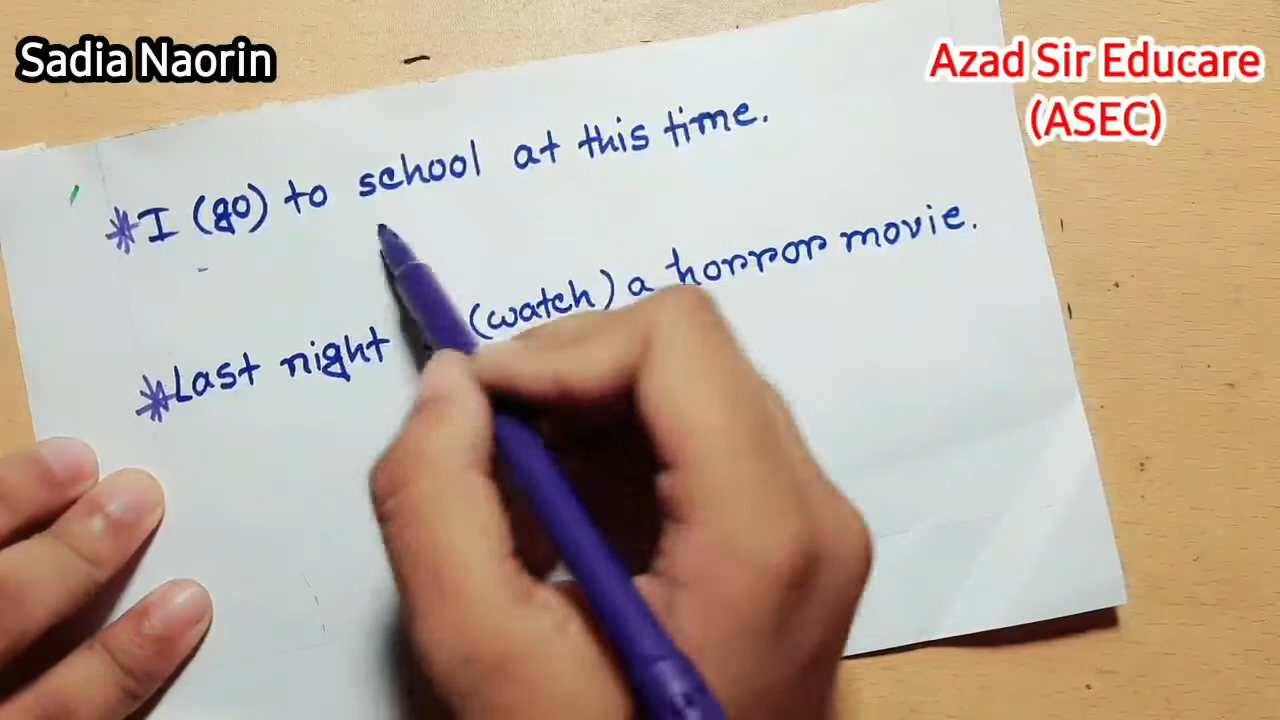 Sadia Naorin
Azad Sir Educare
(ASEC)
*I (go) to school at this time.
*Last night (watch) a horror movie.